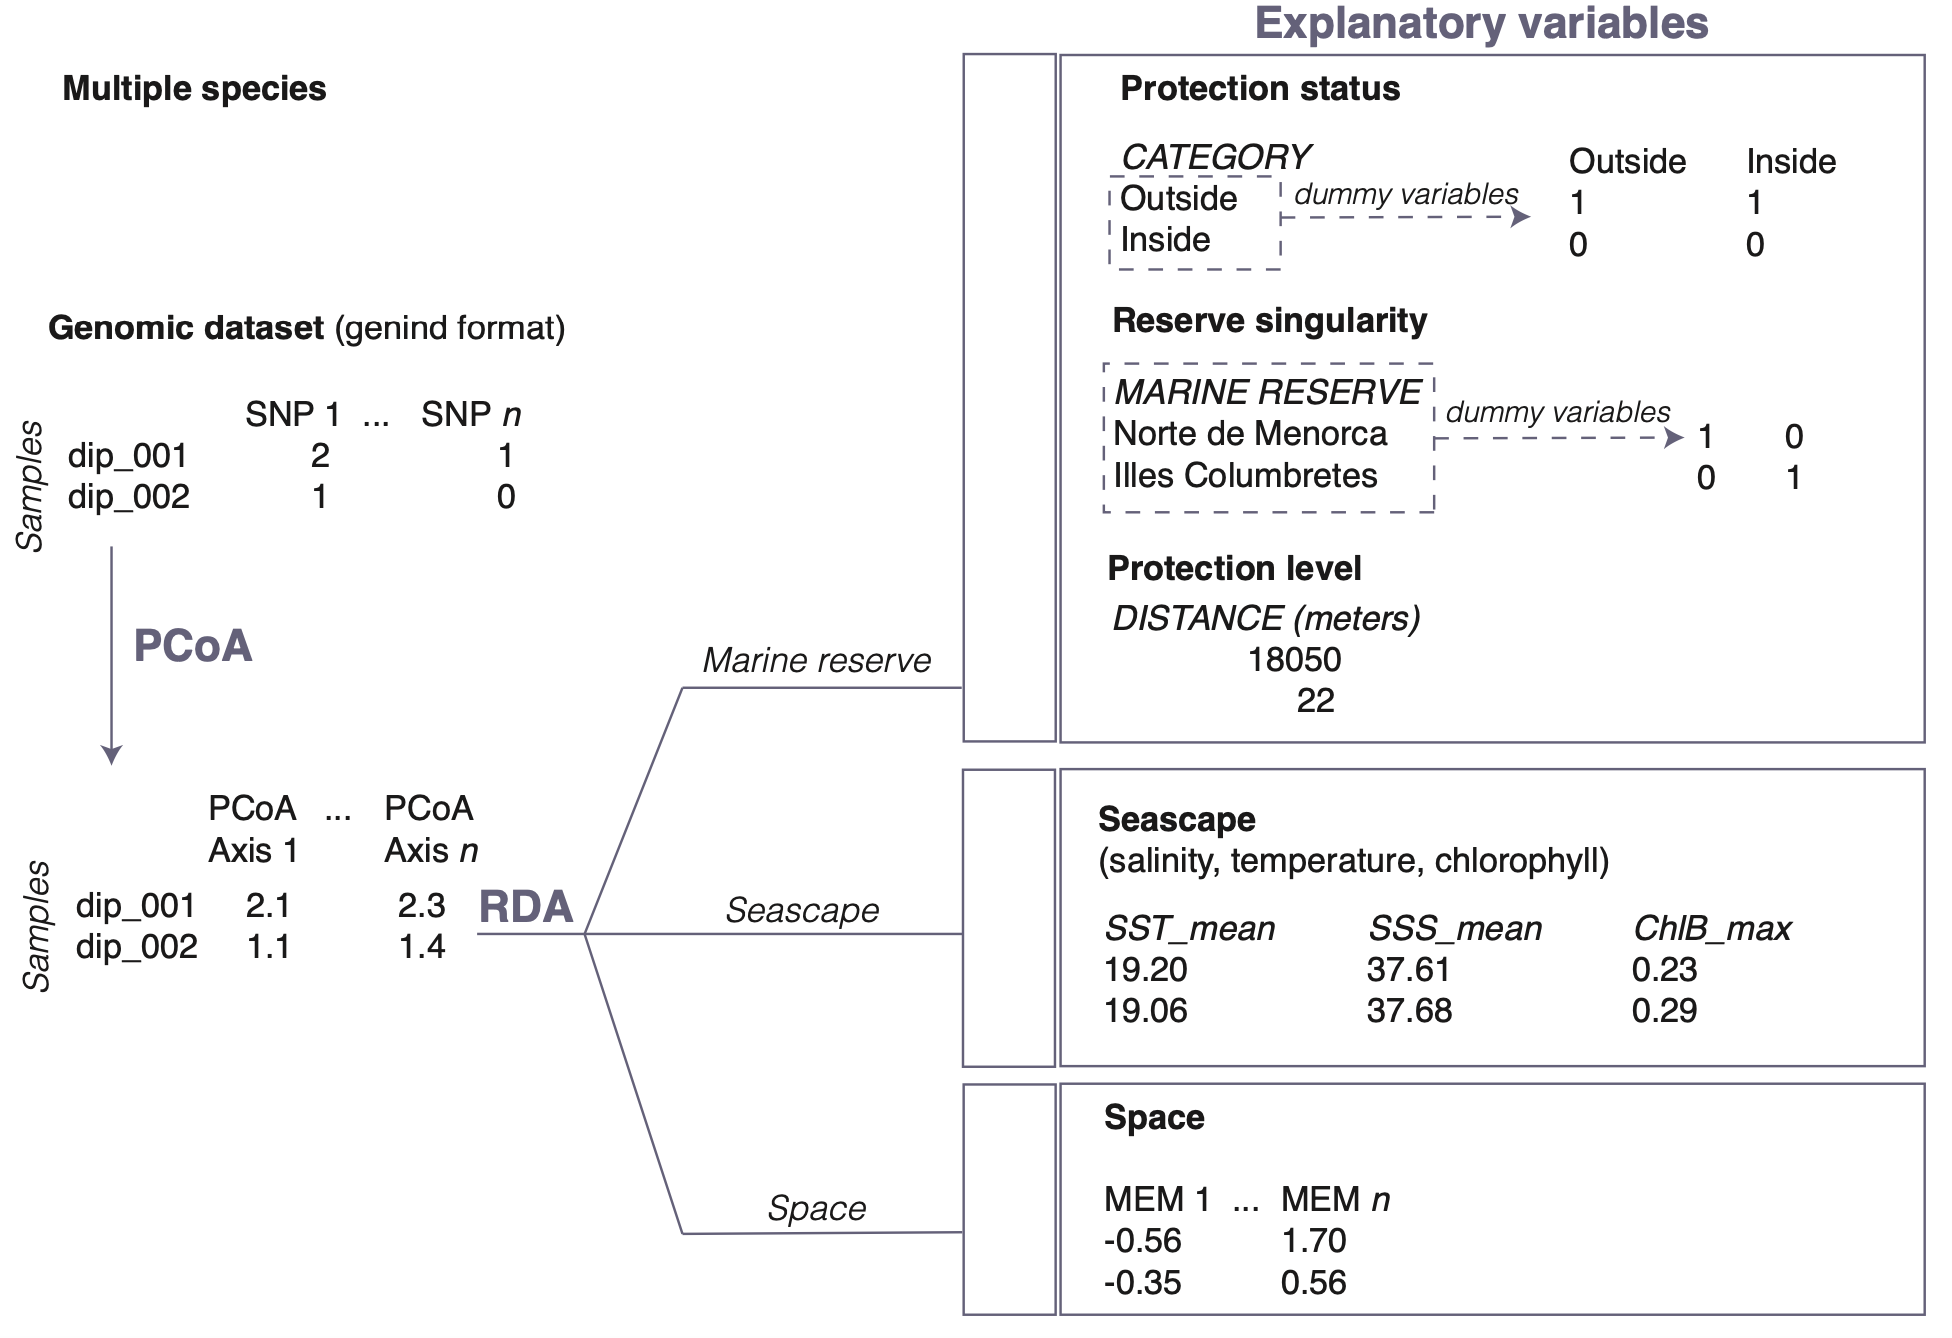 Explanatory variables
Multiple species
Genomic dataset (genind format)
SNP 1 ... SNP n
Samples
dip_001 2 1
dip_002 1 0
PCoA
PCoA ... PCoA
Axis 1 Axis n
Samples
dip_001 2.1 2.3
dip_002 1.1 1.4
RDA
Marine reserve
Seascape
Space
Protection status
CATEGORY
Outside
Inside
dummy variables
Outside Inside
1 1
0 0
Reserve singularity
MARINE RESERVE
Norte de Menorca
Illes Columbretes
dummy variables
1 0
0 1
Protection level
DISTANCE (meters)
18050
22
Seascape
(salinity, temperature, chlorophyll)
SST_mean SSS_mean ChlB_max
19.20 37.61 0.23
19.06 37.68 0.29
Space
MEM 1 ... MEM n
-0.56 1.70
-0.35 0.56